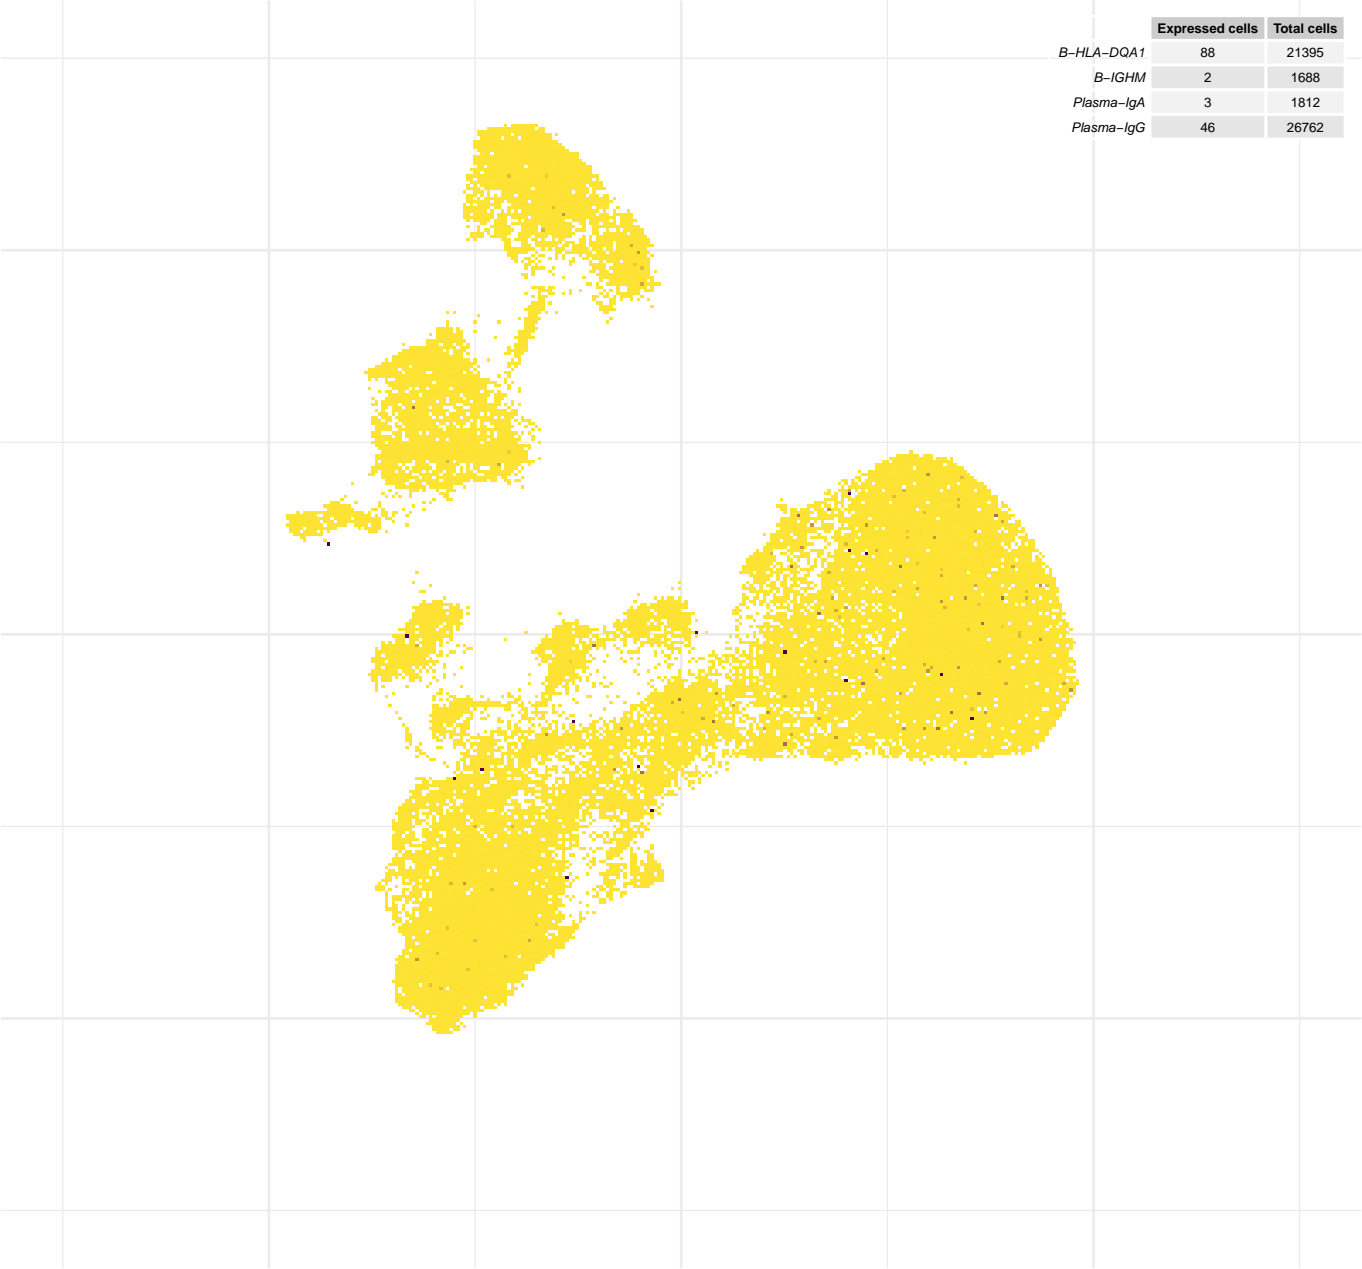 Expressed cells Total cells
B−HLA−DQA1 88 21395
B−IGHM 2 1688
Plasma−IgA 3 1812
Plasma−IgG 46 26762